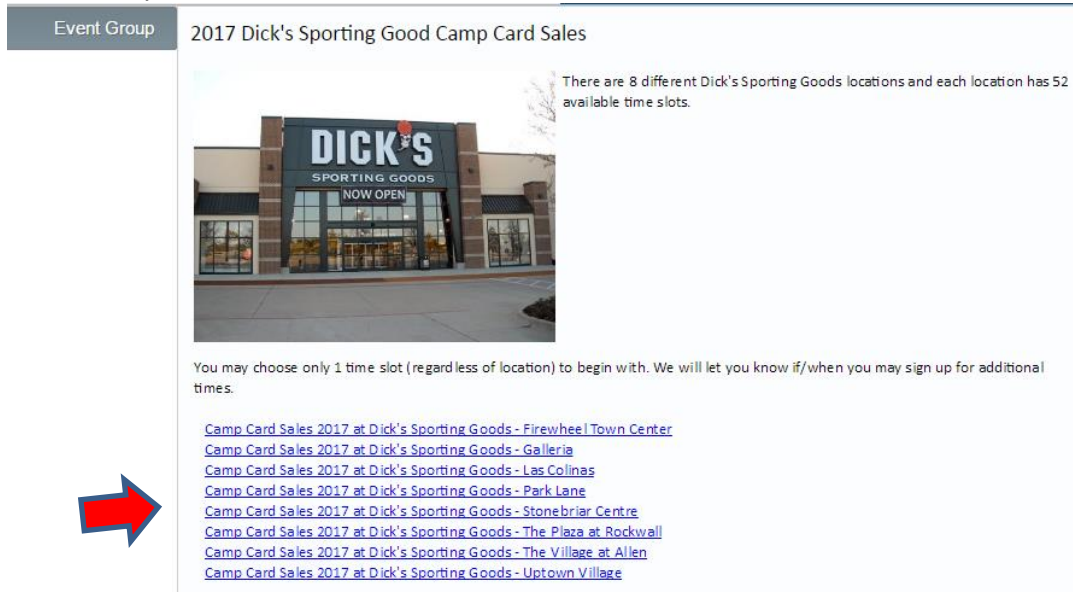 Event Group
2017 Dick's Sporting Good Camp Card Sales
There are 8 different Dick's Sporting Goods locations and each location has 52
available time slots.
DICK'S
SPORTING GOODS
NOW OPEN
You may choose only 1 time slot (regardless of location) to begin with. We will let you know if/when you may sign up for additional
times.
Camp Card Sales 2017 at Dick's Sporting Goods - Firewheel Town Center
Camp Card Sales 2017 at Dick's Sporting Goods - Galleria
Camp Card Sales 2017 at Dick's Sporting Goods - Las Colinas
Camp Card Sales 2017 at Dick's Sporting Goods - Park Lane
Camp Card Sales 2017 at Dick's Sporting Goods - Stonebriar Centre
Camp Card Sales 2017 at Dick's Sporting Goods - The Plaza at Rockwall
Camp Card Sales 2017 at Dick's Sporting Goods - The Village at Allen
Camp Card Sales 2017 at Dick's Sporting Goods - Uptown Village